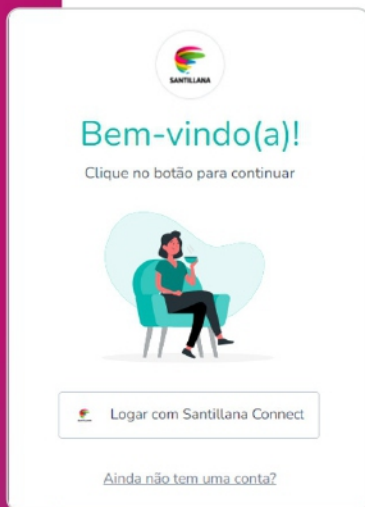 SANTILLANA
Bem-vindo(a)!
Clique no botão para continuar
Logar com Santillana Connect
Ainda não tem uma conta?